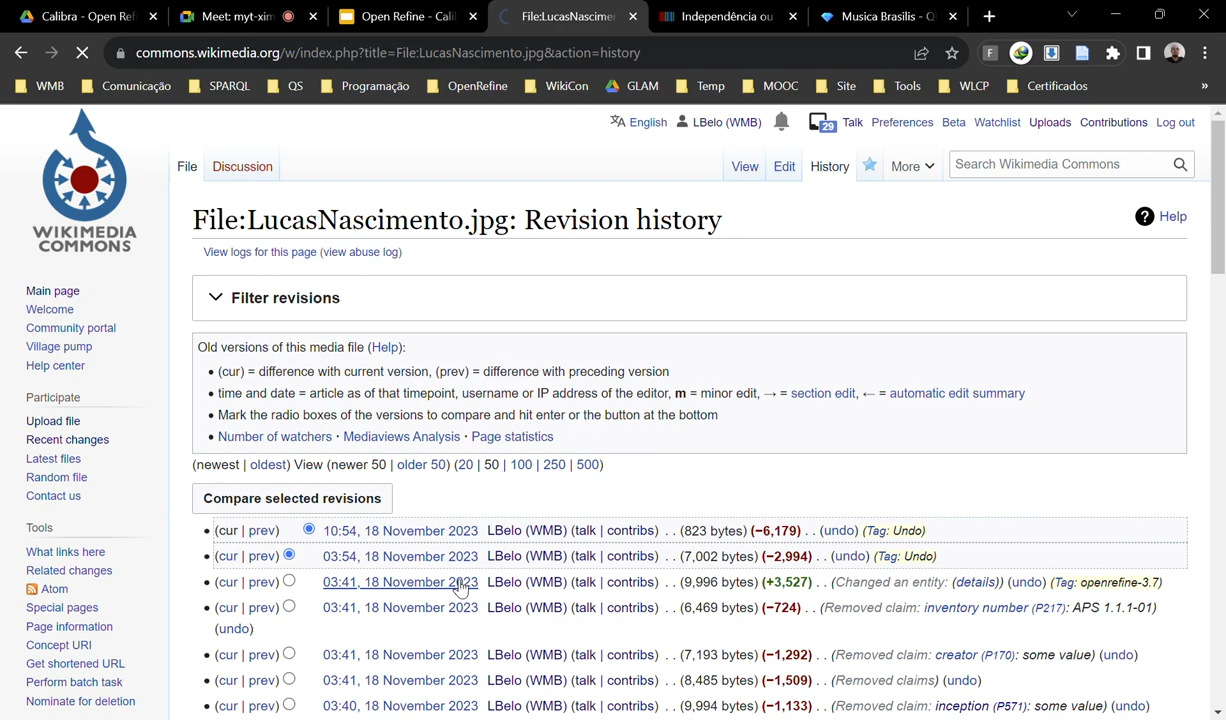 Calibra - Open Ref
Meet: myt-xim
Open Refine - Cali
File:LucasNascimen
Independência ou
Musica Brasilis - Q
commons.wikimedia.org/w/index.php?title=File:LucasNascimento.jpg&action=history
WMB Comunicação SPARQL QS Programação OpenRefine WikiCon GLAM Temp MOOC Site Tools WLCP Certificados »
English LBelo (WMB) 29 Talk Preferences Beta Watchlist Uploads Contributions Log out
File Discussion View Edit History More Search Wikimedia Commons
WIKIMEDIA
COMMONS
File:LucasNascimento.jpg: Revision history
? Help
View logs for this page (view abuse log)
Filter revisions
Old versions of this media file (Help):
• (cur) = difference with current version, (prev) = difference with preceding version
• time and date = article as of that timepoint, username or IP address of the editor, m = minor edit, → = section edit, ← = automatic edit summary
• Mark the radio boxes of the versions to compare and hit enter or the button at the bottom
• Number of watchers · Mediaviews Analysis · Page statistics
(newest | oldest) View (newer 50 | older 50) (20 | 50 | 100 | 250 | 500)
Compare selected revisions
• (cur | prev) 10:54, 18 November 2023 LBelo (WMB) (talk | contribs) . . (823 bytes) (−6,179) . . (undo) (Tag: Undo)
• (cur | prev) 03:54, 18 November 2023 LBelo (WMB) (talk | contribs) . . (7,002 bytes) (−2,994) . . (undo) (Tag: Undo)
• (cur | prev) 03:41, 18 November 2023 LBelo (WMB) (talk | contribs) . . (9,996 bytes) (+3,527) . . (Changed an entity: (details)) (undo) (Tag: openrefine-3.7)
• (cur | prev) 03:41, 18 November 2023 LBelo (WMB) (talk | contribs) . . (6,469 bytes) (−724) . . (Removed claim: inventory number (P217): APS 1.1.1-01)
(undo)
• (cur | prev) 03:41, 18 November 2023 LBelo (WMB) (talk | contribs) . . (7,193 bytes) (−1,292) . . (Removed claim: creator (P170): some value) (undo)
• (cur | prev) 03:41, 18 November 2023 LBelo (WMB) (talk | contribs) . . (8,485 bytes) (−1,509) . . (Removed claims) (undo)
• (cur | prev) 03:40, 18 November 2023 LBelo (WMB) (talk | contribs) . . (9,994 bytes) (−1,133) . . (Removed claim: inception (P571): some value) (undo)
Main page
Welcome
Community portal
Village pump
Help center
Participate
Upload file
Recent changes
Latest files
Random file
Contact us
Tools
What links here
Related changes
Atom
Special pages
Page information
Concept URI
Get shortened URL
Perform batch task
Nominate for deletion